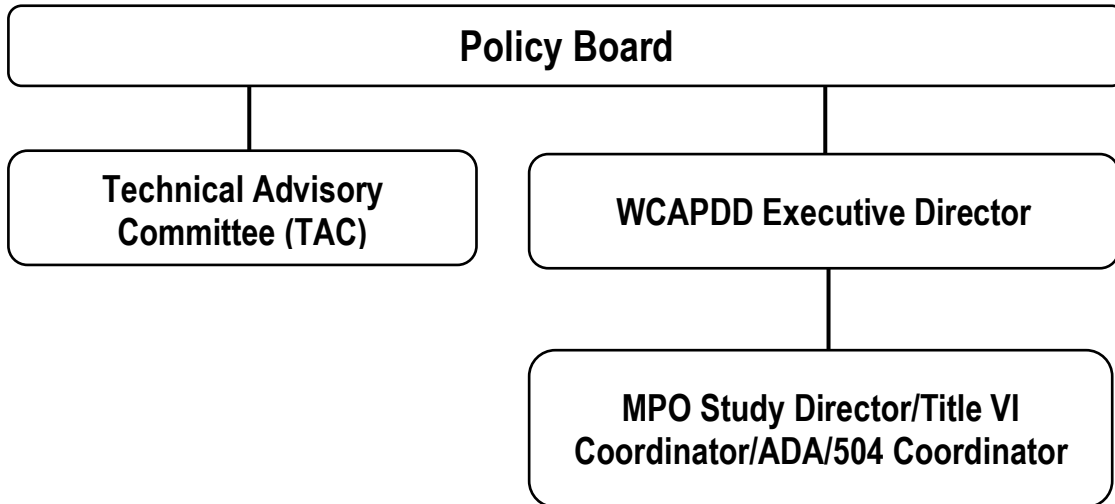 Policy Board
Technical Advisory
Committee (TAC)
WCAPDD Executive Director
MPO Study Director/Title VI
Coordinator/ADA/504 Coordinator